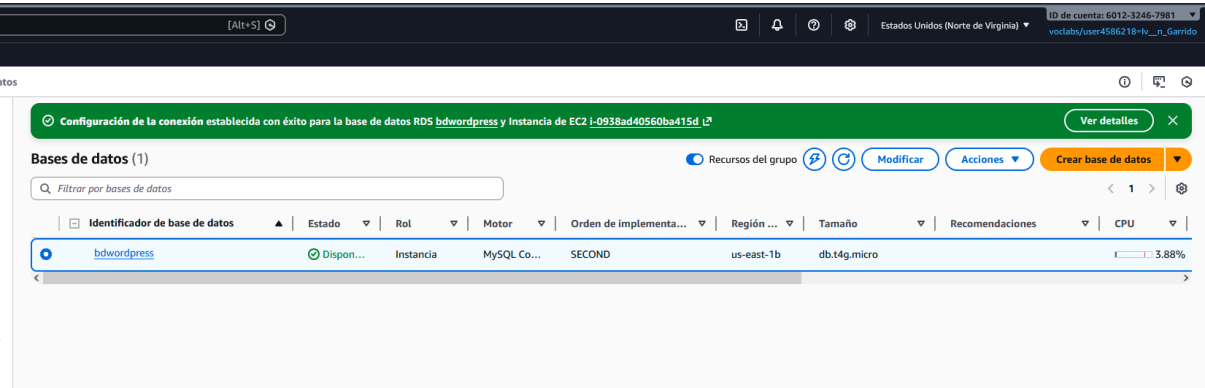 [Alt+S]
Estados Unidos (Norte de Virginia)
ID de cuenta: 6012-3246-7981
voclabs/user4586218=Iv__n_Garrido
atos
Configuración de la conexión establecida con éxito para la base de datos RDS bdwordpress y Instancia de EC2 i-0938ad40560ba415d
Ver detalles
Bases de datos (1)
Recursos del grupo
Modificar
Acciones
Crear base de datos
Filtrar por bases de datos
1
Identificador de base de datos Estado Rol Motor Orden de implementa... Región ... Tamaño Recomendaciones CPU
bdwordpress Dispon... Instancia MySQL Co... SECOND us-east-1b db.t4g.micro 3.88%